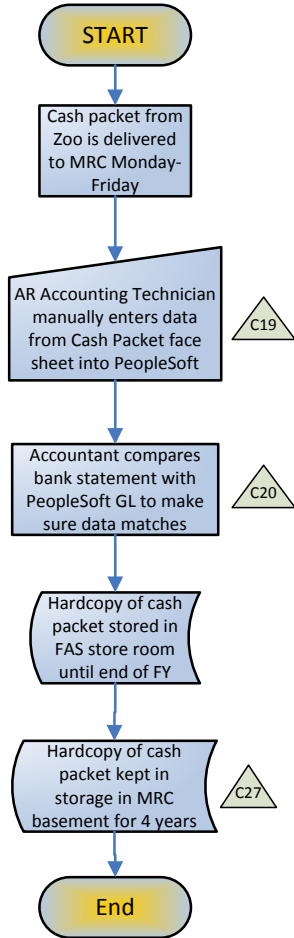 START
Cash packet from
Zoo is delivered
to MRC Monday-
Friday
AR Accounting Technician
manually enters data
from Cash Packet face
sheet into PeopleSoft
C19
Accountant compares
bank statement with
PeopleSoft GL to make
sure data matches
C20
Hardcopy of cash
packet stored in
FAS store room
until end of FY
Hardcopy of cash
packet kept in
storage in MRC
basement for 4 years
C27
End